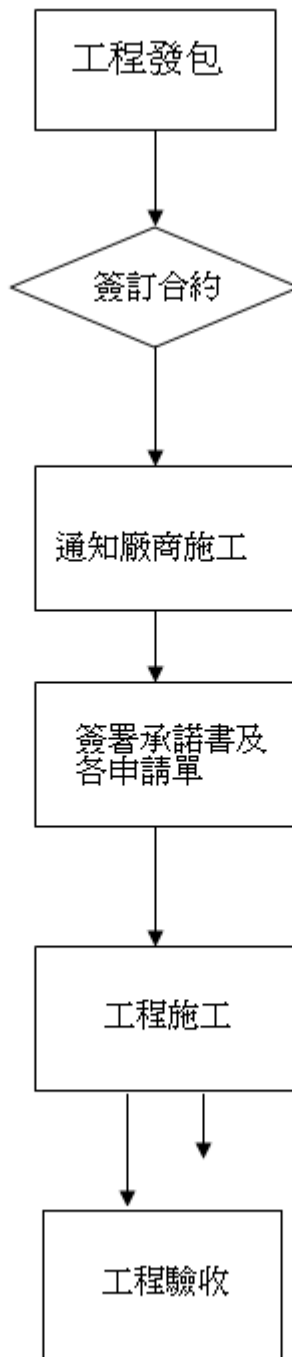 工程發包
簽訂合約
通知廠商施工
簽署承諾書及
各申請單
工程施工
工程驗收